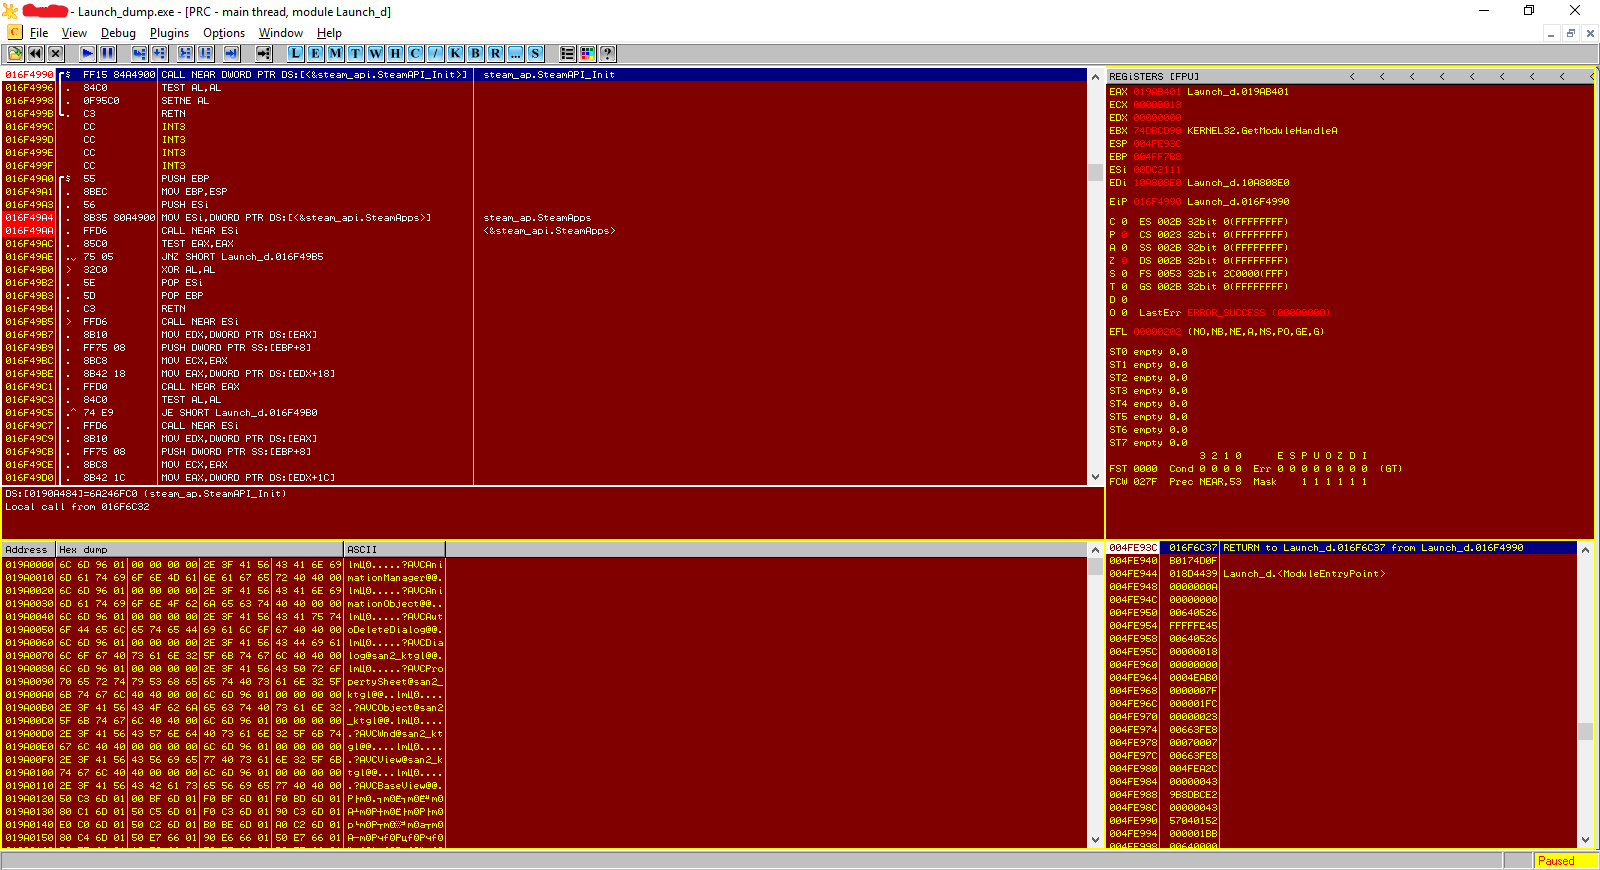 - Launch_dump.exe - [PRC - main thread, module Launch_d]
C File View Debug Plugins Options Window Help
L E M T W H C / K B R ... S ?
016F4990 $ FF15 84A4900 CALL NEAR DWORD PTR DS:[<&steam_api.SteamAPI_Init>] steam_ap.SteamAPI_Init
016F4996 . 84C0 TEST AL,AL
016F4998 . 0F95C0 SETNE AL
016F499B . C3 RETN
016F499C CC INT3
016F499D CC INT3
016F499E CC INT3
016F499F CC INT3
016F49A0 $ 55 PUSH EBP
016F49A1 . 8BEC MOV EBP,ESP
016F49A3 . 56 PUSH ESi
016F49A4 . 8B35 80A4900 MOV ESi,DWORD PTR DS:[<&steam_api.SteamApps>] steam_ap.SteamApps
016F49AA . FFD6 CALL NEAR ESi <&steam_api.SteamApps>
016F49AC . 85C0 TEST EAX,EAX
016F49AE .v 75 05 JNZ SHORT Launch_d.016F49B5
016F49B0 > 32C0 XOR AL,AL
016F49B2 . 5E POP ESi
016F49B3 . 5D POP EBP
016F49B4 . C3 RETN
016F49B5 > FFD6 CALL NEAR ESi
016F49B7 . 8B10 MOV EDX,DWORD PTR DS:[EAX]
016F49B9 . FF75 08 PUSH DWORD PTR SS:[EBP+8]
016F49BC . 8BC8 MOV ECX,EAX
016F49BE . 8B42 18 MOV EAX,DWORD PTR DS:[EDX+18]
016F49C1 . FFD0 CALL NEAR EAX
016F49C3 . 84C0 TEST AL,AL
016F49C5 .^ 74 E9 JE SHORT Launch_d.016F49B0
016F49C7 . FFD6 CALL NEAR ESi
016F49C9 . 8B10 MOV EDX,DWORD PTR DS:[EAX]
016F49CB . FF75 08 PUSH DWORD PTR SS:[EBP+8]
016F49CE . 8BC8 MOV ECX,EAX
016F49D0 . 8B42 1C MOV EAX,DWORD PTR DS:[EDX+1C]
DS:[0190A484]=6A246FC0 (steam_ap.SteamAPI_Init)
Local call from 016F6C32
REGiSTERS [FPU] < < < < < < < < <
EAX 019AB401 Launch_d.019AB401
ECX 00000013
EDX 00000000
EBX 74DBCD90 KERNEL32.GetModuleHandleA
ESP 004FE93C
EBP 004FF7B8
ESi 00DC2111
EDi 10A808E0 Launch_d.10A808E0
EiP 016F4990 Launch_d.016F4990
C 0 ES 002B 32bit 0(FFFFFFFF)
P 0 CS 0023 32bit 0(FFFFFFFF)
A 0 SS 002B 32bit 0(FFFFFFFF)
Z 0 DS 002B 32bit 0(FFFFFFFF)
S 0 FS 0053 32bit 2C0000(FFF)
T 0 GS 002B 32bit 0(FFFFFFFF)
D 0
O 0 LastErr ERROR_SUCCESS (00000000)
EFL 00000202 (NO,NB,NE,A,NS,PO,GE,G)
ST0 empty 0.0
ST1 empty 0.0
ST2 empty 0.0
ST3 empty 0.0
ST4 empty 0.0
ST5 empty 0.0
ST6 empty 0.0
ST7 empty 0.0
3 2 1 0 E S P U O Z D I
FST 0000 Cond 0 0 0 0 Err 0 0 0 0 0 0 0 0 (GT)
FCW 027F Prec NEAR,53 Mask 1 1 1 1 1 1
Address Hex dump ASCII
019A0000 6C 6D 96 01 00 00 00 00 2E 3F 41 56 43 41 6E 69 lmЦ0.....?AVCAni
019A0010 6D 61 74 69 6F 6E 4D 61 6E 61 67 65 72 40 40 00 mationManager@@.
019A0020 6C 6D 96 01 00 00 00 00 2E 3F 41 56 43 41 6E 69 lmЦ0.....?AVCAni
019A0030 6D 61 74 69 6F 6E 4F 62 6A 65 63 74 40 40 00 00 mationObject@@..
019A0040 6C 6D 96 01 00 00 00 00 2E 3F 41 56 43 41 75 74 lmЦ0.....?AVCAut
019A0050 6F 44 65 6C 65 74 65 44 69 61 6C 6F 67 40 40 00 oDeleteDialog@@.
019A0060 6C 6D 96 01 00 00 00 00 2E 3F 41 56 43 44 69 61 lmЦ0.....?AVCDia
019A0070 6C 6F 67 40 73 61 6E 32 5F 6B 74 67 6C 40 40 00 log@san2_ktgl@@.
019A0080 6C 6D 96 01 00 00 00 00 2E 3F 41 56 43 50 72 6F lmЦ0.....?AVCPro
019A0090 70 65 72 74 79 53 68 65 65 74 40 73 61 6E 32 5F pertySheet@san2_
019A00A0 6B 74 67 6C 40 40 00 00 6C 6D 96 01 00 00 00 00 ktgl@@..lmЦ0....
019A00B0 2E 3F 41 56 43 4F 62 6A 65 63 74 40 73 61 6E 32 .?AVCObject@san2
019A00C0 5F 6B 74 67 6C 40 40 00 6C 6D 96 01 00 00 00 00 _ktgl@@.lmЦ0....
019A00D0 2E 3F 41 56 43 57 6E 64 40 73 61 6E 32 5F 6B 74 .?AVCWnd@san2_kt
019A00E0 67 6C 40 40 00 00 00 00 6C 6D 96 01 00 00 00 00 gl@@....lmЦ0....
019A00F0 2E 3F 41 56 43 56 69 65 77 40 73 61 6E 32 5F 6B .?AVCView@san2_k
019A0100 74 67 6C 40 40 00 00 00 6C 6D 96 01 00 00 00 00 tgl@@...lmЦ0....
019A0110 2E 3F 41 56 43 42 61 73 65 56 69 65 77 40 40 00 .?AVCBaseView@@.
019A0120 50 C3 6D 01 00 BF 6D 01 F0 BF 6D 01 F0 BD 6D 01
019A0130 80 C1 6D 01 50 C5 6D 01 F0 C3 6D 01 90 C3 6D 01
019A0140 E0 C0 6D 01 50 C2 6D 01 B0 BE 6D 01 A0 C2 6D 01
019A0150 80 C4 6D 01 50 E7 66 01 90 E6 66 01 50 E7 66 01
004FE93C 016F6C37 RETURN to Launch_d.016F6C37 from Launch_d.016F4990
004FE940 B0174D0F
004FE944 018D4439 Launch_d.<ModuleEntryPoint>
004FE948 0000000A
004FE94C 00000000
004FE950 00640526
004FE954 FFFFFE45
004FE958 00640526
004FE95C 00000018
004FE960 00000000
004FE964 0004EAB0
004FE968 0000007F
004FE96C 000001FC
004FE970 00000023
004FE974 00663FE8
004FE978 00070007
004FE97C 00663FE8
004FE980 004FEA2C
004FE984 00000043
004FE988 9B8DBCE2
004FE98C 00000043
004FE990 57040152
004FE994 000001BB
004FE998 00640000
Paused